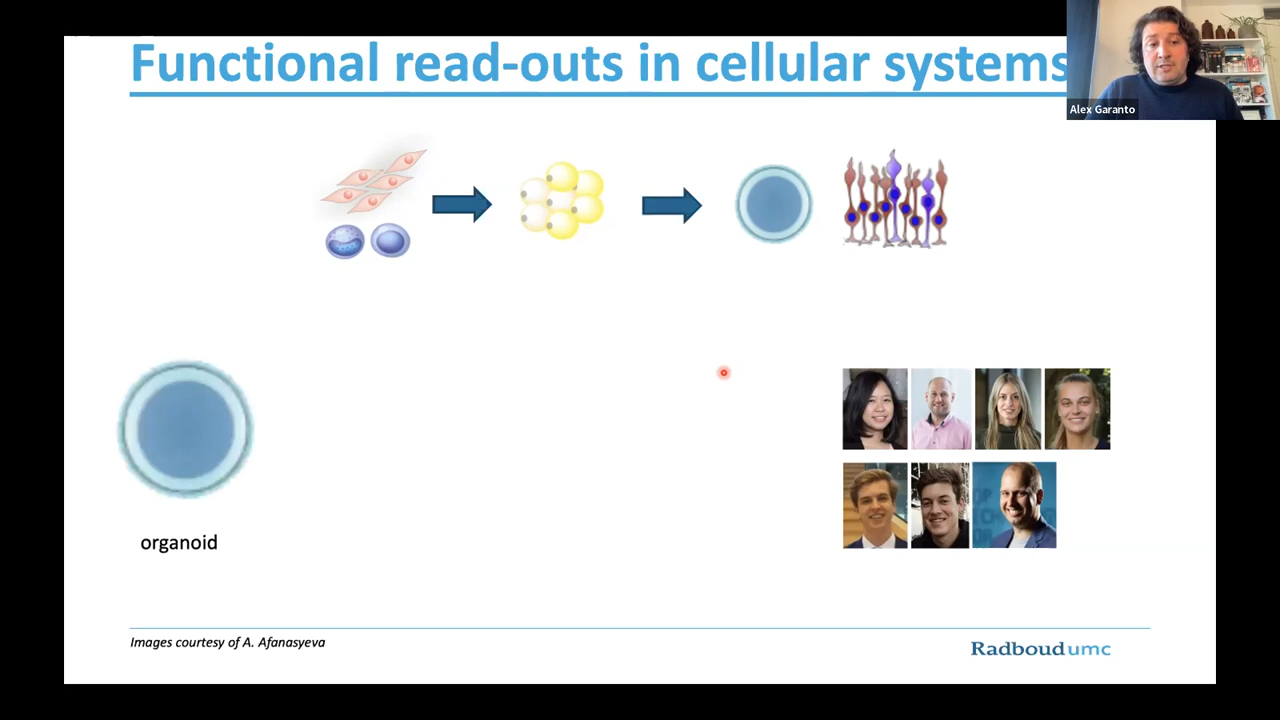 Functional read-outs in cellular systems
Alex Garanto
organoid
Images courtesy of A. Afanasyeva
Radboudumc